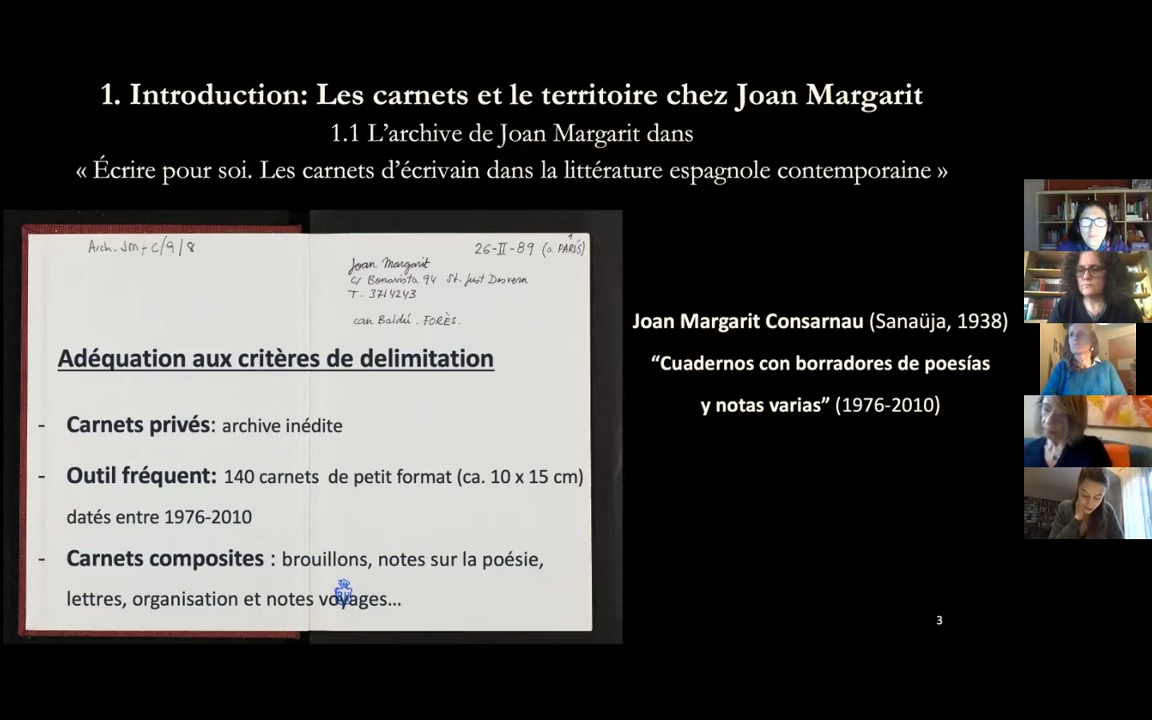 1. Introduction: Les carnets et le territoire chez Joan Margarit
1.1 L’archive de Joan Margarit dans
« Écrire pour soi. Les carnets d’écrivain dans la littérature espagnole contemporaine »
Arch. JM - C/9/8
26-II-89 (a PARÍS)
Joan Margarit
c/ Bonavista 94 St. Just Desvern
T. 3714243
can Baldú. FORÈS.
Adéquation aux critères de delimitation
- Carnets privés: archive inédite
- Outil fréquent: 140 carnets de petit format (ca. 10 x 15 cm)
datés entre 1976-2010
- Carnets composites : brouillons, notes sur la poésie,
lettres, organisation et notes voyages…
Joan Margarit Consarnau (Sanaüja, 1938)
“Cuadernos con borradores de poesías
y notas varias” (1976-2010)
3